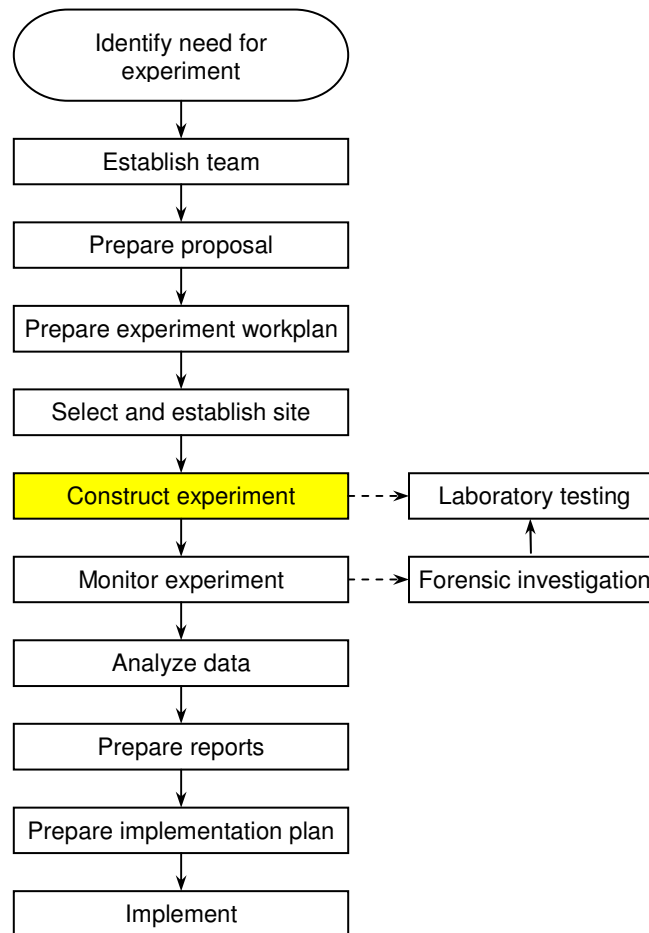 Identify need for
experiment
Establish team
Prepare proposal
Prepare experiment workplan
Select and establish site
Construct experiment
Laboratory testing
Monitor experiment
Forensic investigation
Analyze data
Prepare reports
Prepare implementation plan
Implement